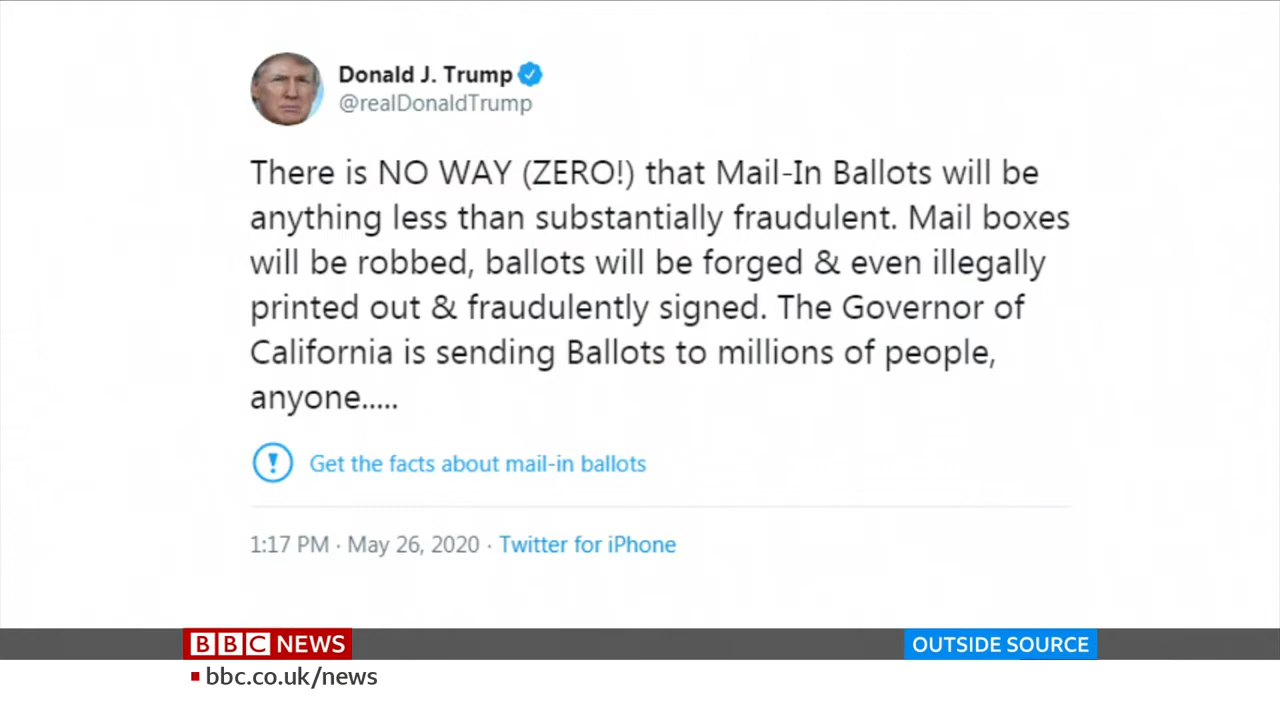 Donald J. Trump
@realDonaldTrump
There is NO WAY (ZERO!) that Mail-In Ballots will be
anything less than substantially fraudulent. Mail boxes
will be robbed, ballots will be forged & even illegally
printed out & fraudulently signed. The Governor of
California is sending Ballots to millions of people,
anyone.....
Get the facts about mail-in ballots
1:17 PM · May 26, 2020 · Twitter for iPhone
BBC NEWS
OUTSIDE SOURCE
bbc.co.uk/news